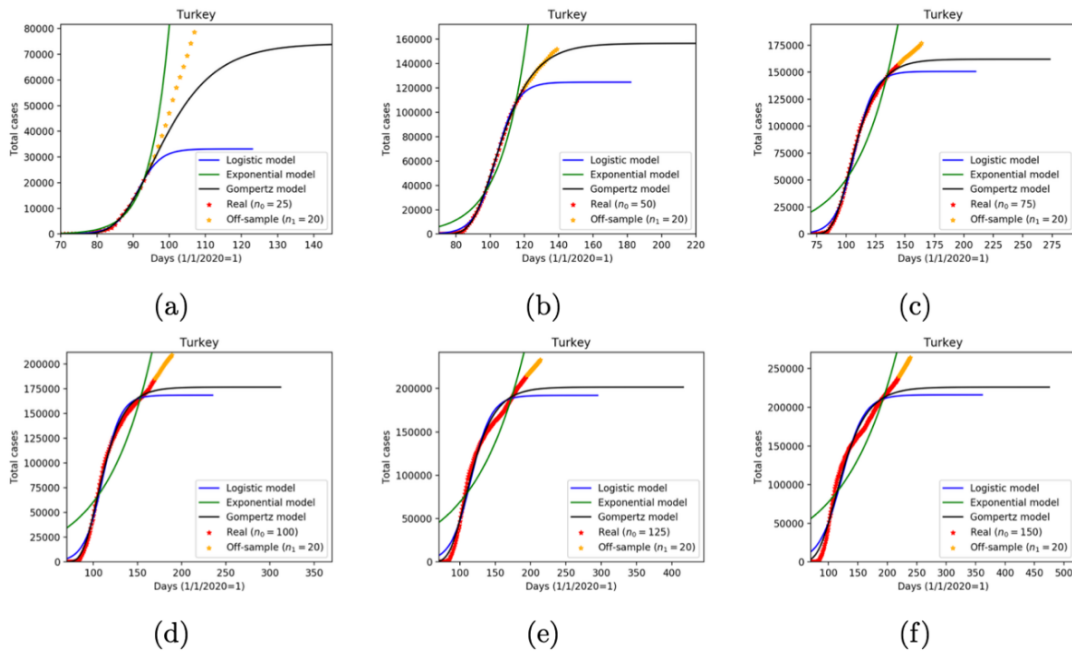 Turkey
80000
70000
60000
50000
40000
30000
20000
10000
0
Total cases
Logistic model
Exponential model
Gompertz model
Real (n₀ = 25)
Off-sample (n₁ = 20)
70 80 90 100 110 120 130 140
Days (1/1/2020=1)
(a)
Turkey
160000
140000
120000
100000
80000
60000
40000
20000
0
Total cases
Logistic model
Exponential model
Gompertz model
Real (n₀ = 50)
Off-sample (n₁ = 20)
80 100 120 140 160 180 200 220
Days (1/1/2020=1)
(b)
Turkey
175000
150000
125000
100000
75000
50000
25000
0
Total cases
Logistic model
Exponential model
Gompertz model
Real (n₀ = 75)
Off-sample (n₁ = 20)
75 100 125 150 175 200 225 250 275
Days (1/1/2020=1)
(c)
Turkey
200000
175000
150000
125000
100000
75000
50000
25000
0
Total cases
Logistic model
Exponential model
Gompertz model
Real (n₀ = 100)
Off-sample (n₁ = 20)
100 150 200 250 300 350
Days (1/1/2020=1)
(d)
Turkey
200000
150000
100000
50000
0
Total cases
Logistic model
Exponential model
Gompertz model
Real (n₀ = 125)
Off-sample (n₁ = 20)
100 150 200 250 300 350 400
Days (1/1/2020=1)
(e)
Turkey
250000
200000
150000
100000
50000
0
Total cases
Logistic model
Exponential model
Gompertz model
Real (n₀ = 150)
Off-sample (n₁ = 20)
100 150 200 250 300 350 400 450 500
Days (1/1/2020=1)
(f)